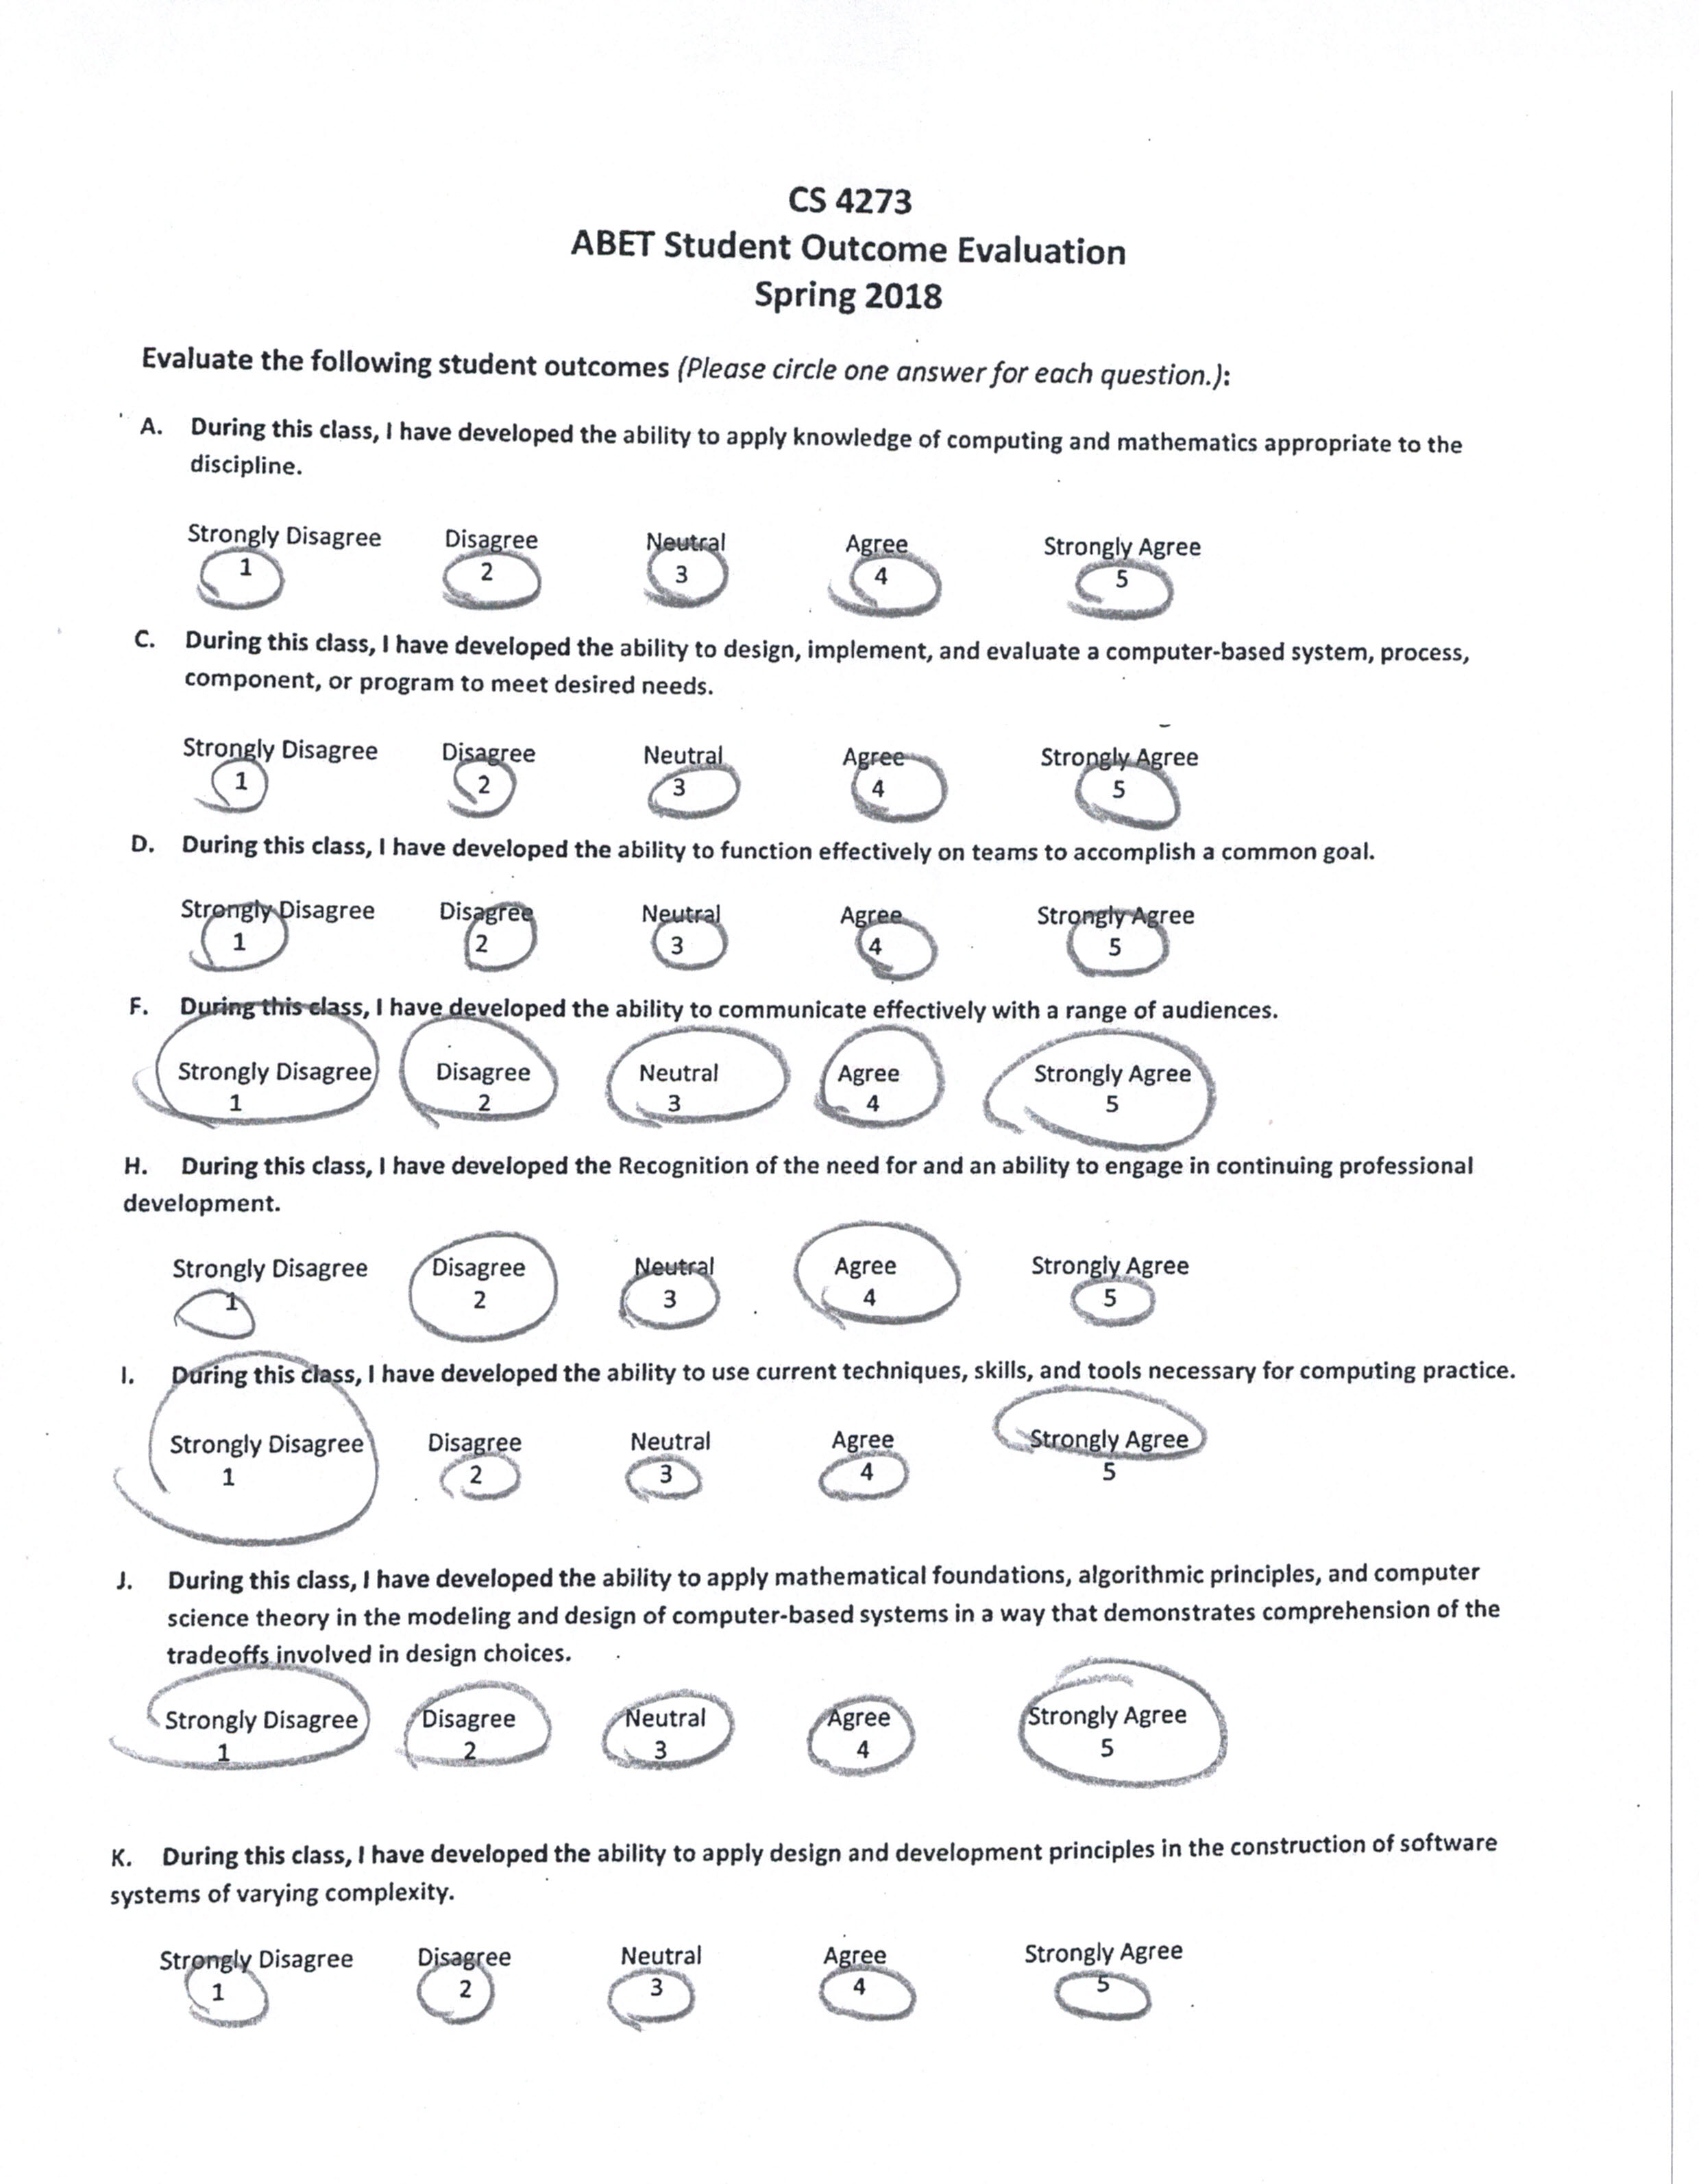 CS 4273
ABET Student Outcome Evaluation
Spring 2018
Evaluate the following student outcomes (Please circle one answer for each question.):
A. During this class, I have developed the ability to apply knowledge of computing and mathematics appropriate to the
discipline.
Strongly Disagree Disagree Neutral Agree Strongly Agree
1 2 3 4 5
C. During this class, I have developed the ability to design, implement, and evaluate a computer-based system, process,
component, or program to meet desired needs.
Strongly Disagree Disagree Neutral Agree Strongly Agree
1 2 3 4 5
D. During this class, I have developed the ability to function effectively on teams to accomplish a common goal.
Strongly Disagree Disagree Neutral Agree Strongly Agree
1 2 3 4 5
F. During this class, I have developed the ability to communicate effectively with a range of audiences.
Strongly Disagree Disagree Neutral Agree Strongly Agree
1 2 3 4 5
H. During this class, I have developed the Recognition of the need for and an ability to engage in continuing professional
development.
Strongly Disagree Disagree Neutral Agree Strongly Agree
1 2 3 4 5
I. During this class, I have developed the ability to use current techniques, skills, and tools necessary for computing practice.
Strongly Disagree Disagree Neutral Agree Strongly Agree
1 2 3 4 5
J. During this class, I have developed the ability to apply mathematical foundations, algorithmic principles, and computer
science theory in the modeling and design of computer-based systems in a way that demonstrates comprehension of the
tradeoffs involved in design choices.
Strongly Disagree Disagree Neutral Agree Strongly Agree
1 2 3 4 5
K. During this class, I have developed the ability to apply design and development principles in the construction of software
systems of varying complexity.
Strongly Disagree Disagree Neutral Agree Strongly Agree
1 2 3 4 5